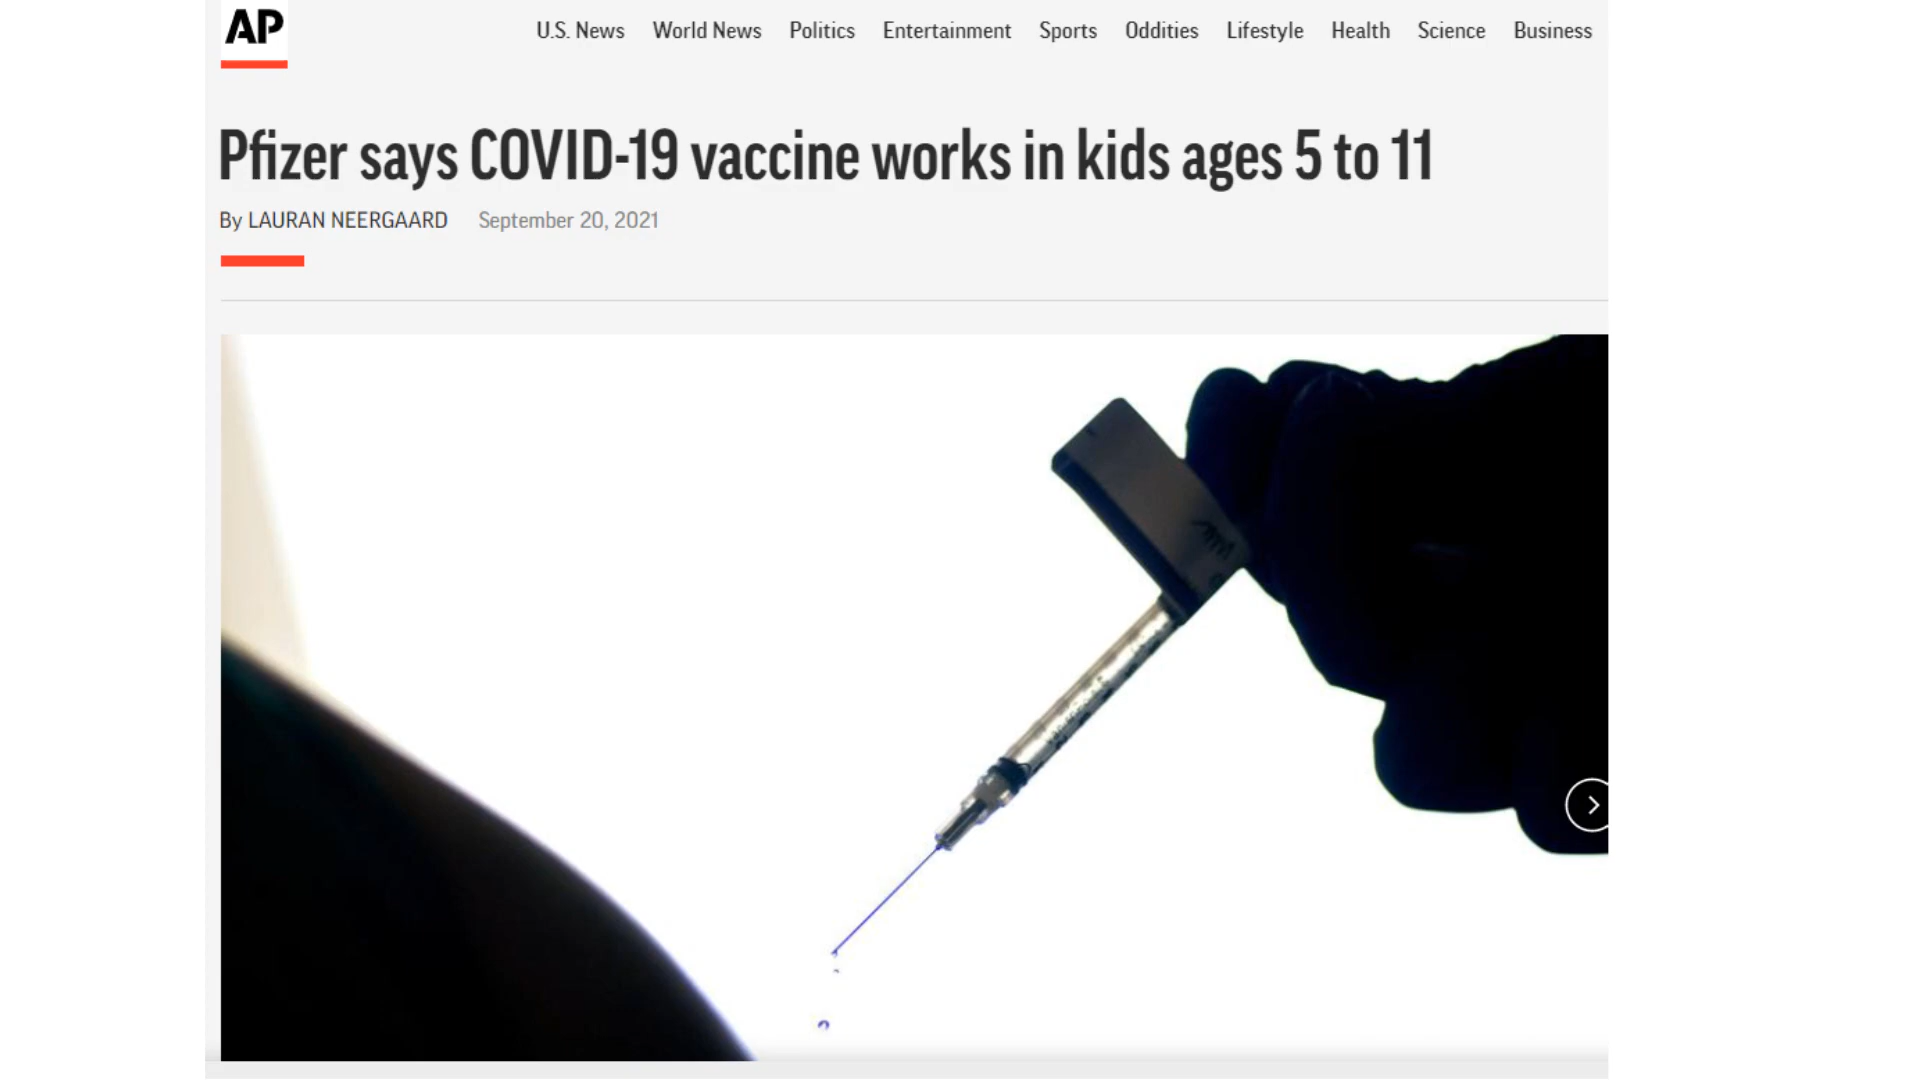 AP
U.S. News World News Politics Entertainment Sports Oddities Lifestyle Health Science Business
Pfizer says COVID-19 vaccine works in kids ages 5 to 11
By LAURAN NEERGAARD September 20, 2021